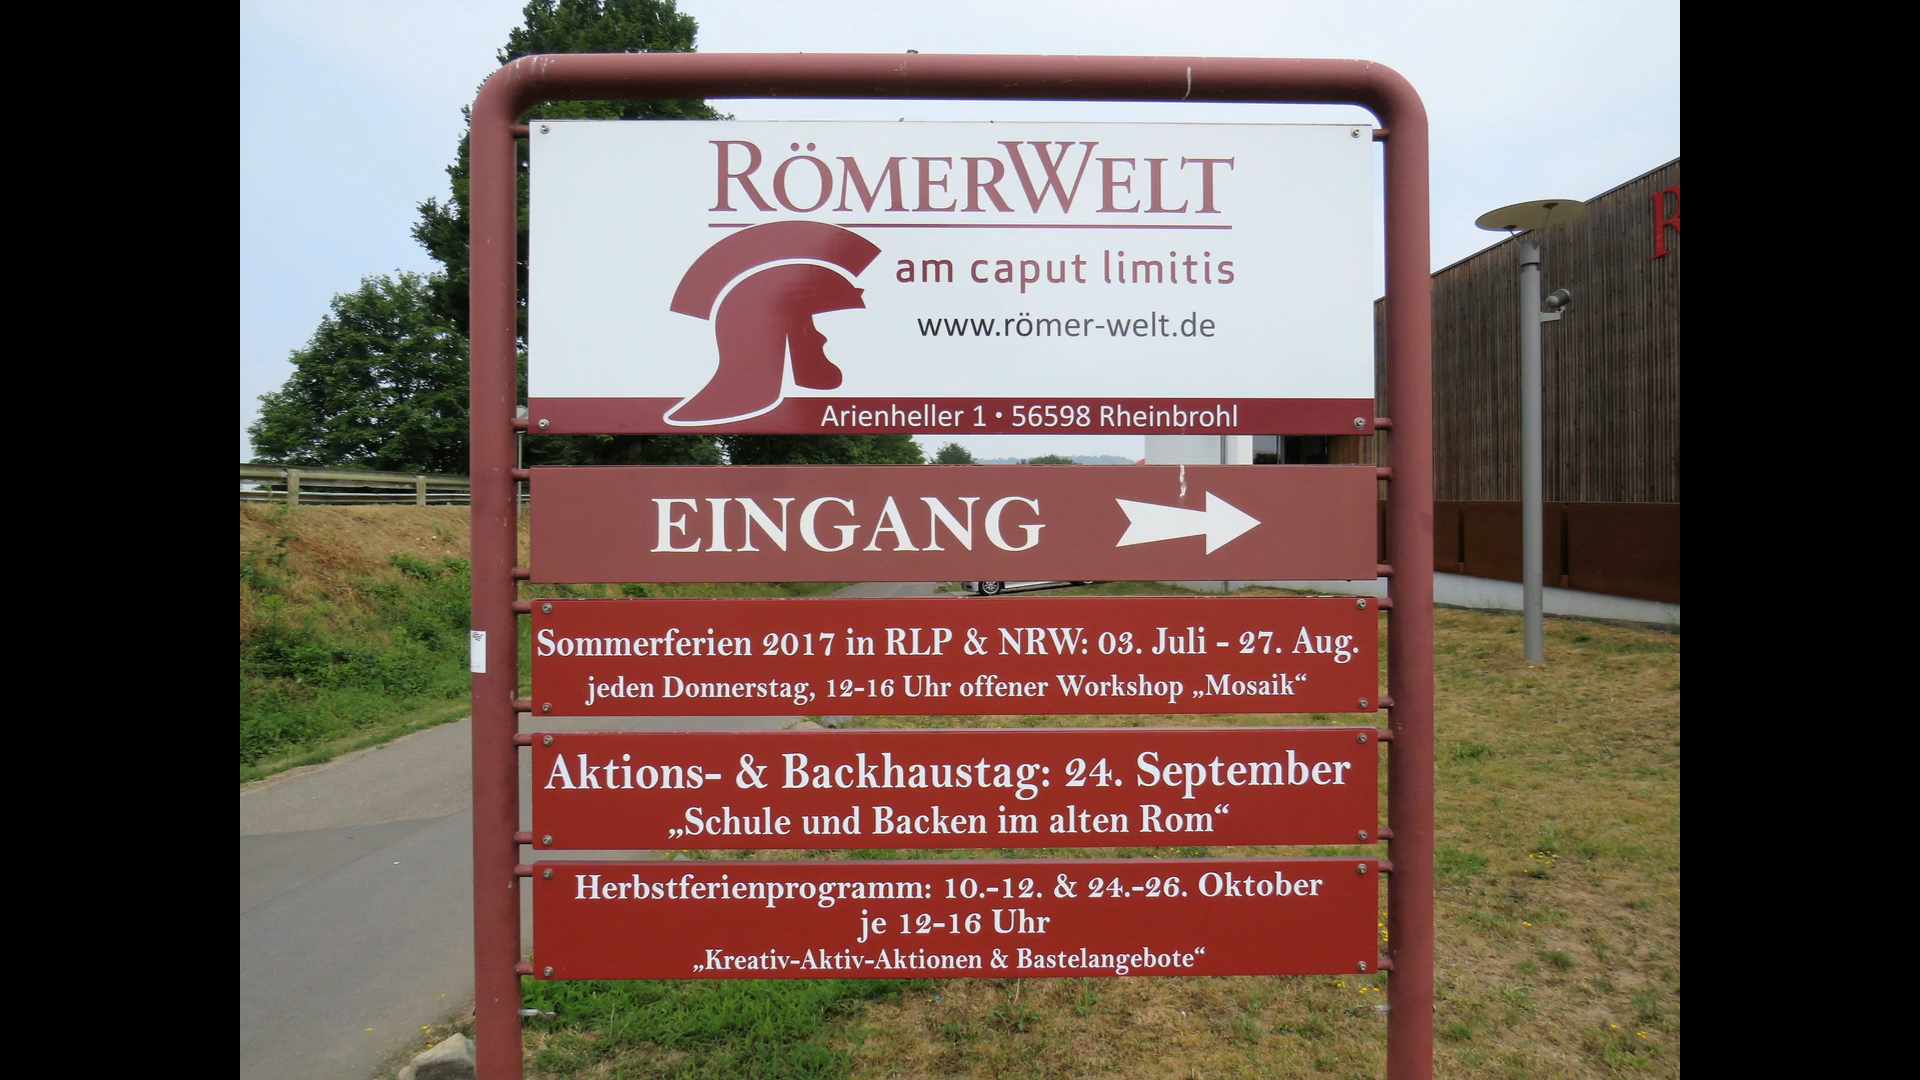 RÖMERWELT
am caput limitis
www.römer-welt.de
Arienheller 1 • 56598 Rheinbrohl
EINGANG
Sommerferien 2017 in RLP & NRW: 03. Juli - 27. Aug.
jeden Donnerstag, 12-16 Uhr offener Workshop „Mosaik“
Aktions- & Backhaustag: 24. September
„Schule und Backen im alten Rom“
Herbstferienprogramm: 10.-12. & 24.-26. Oktober
je 12-16 Uhr
„Kreativ-Aktiv-Aktionen & Bastelangebote“
R